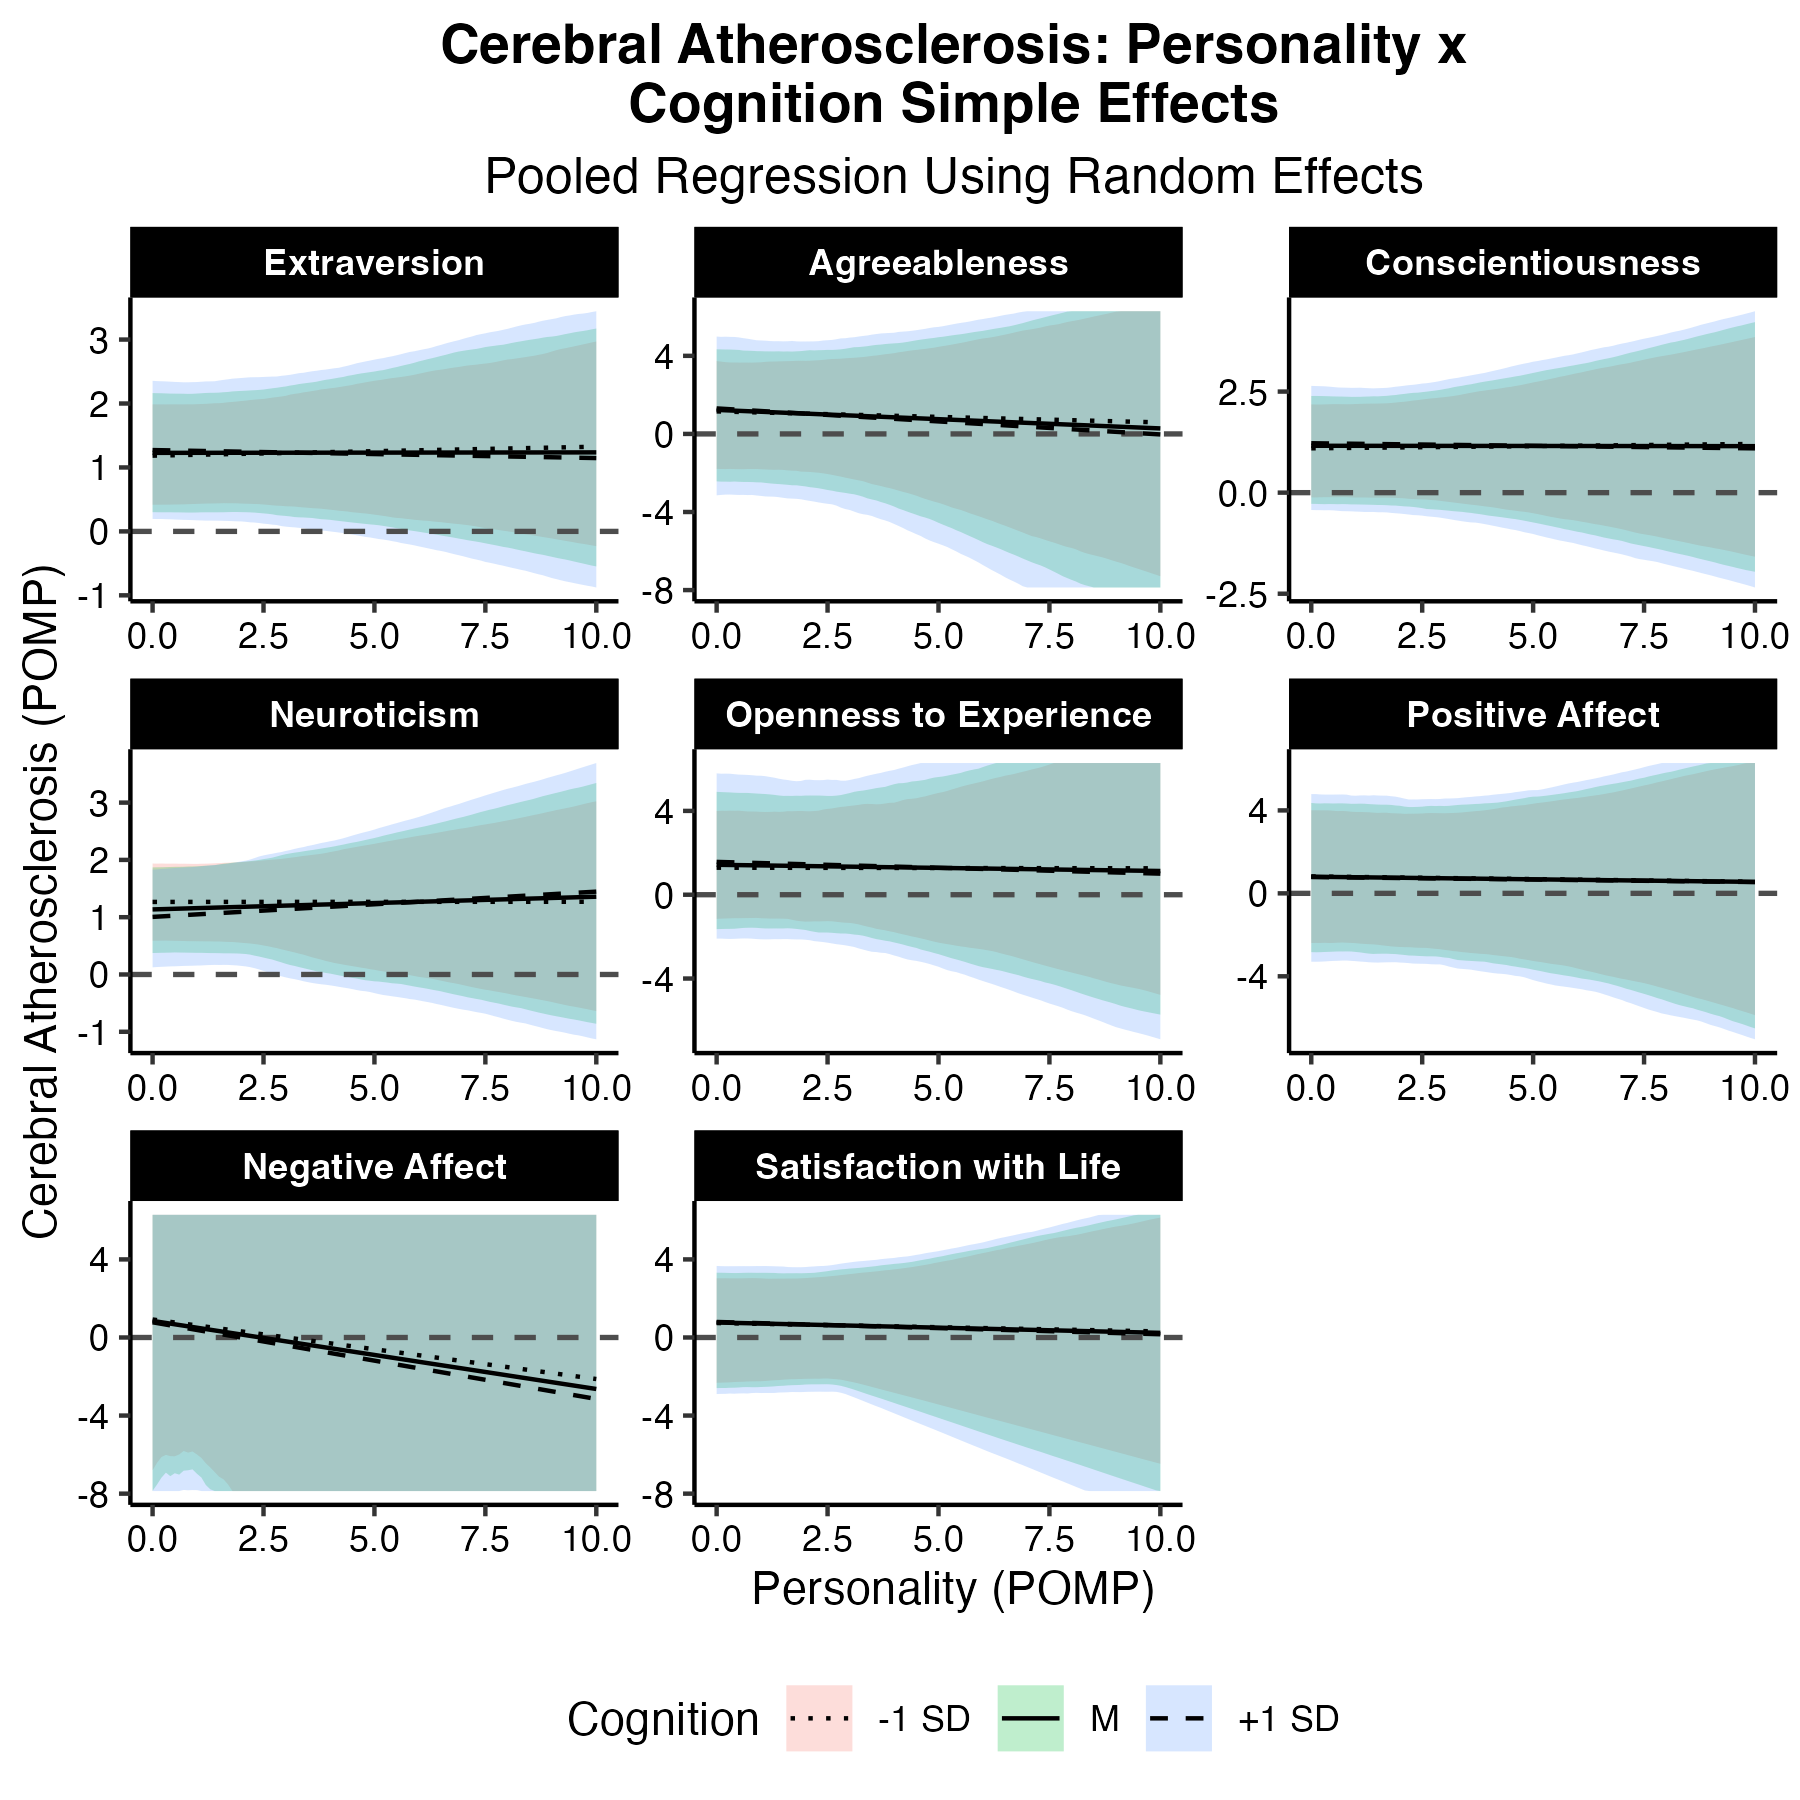 Cerebral Atherosclerosis: Personality x
Cognition Simple Effects
Pooled Regression Using Random Effects
Cerebral Atherosclerosis (POMP)
Extraversion
3
2
1
0
-1
0.0 2.5 5.0 7.5 10.0
Agreeableness
4
0
-4
-8
0.0 2.5 5.0 7.5 10.0
Conscientiousness
2.5
0.0
-2.5
0.0 2.5 5.0 7.5 10.0
Neuroticism
3
2
1
0
-1
0.0 2.5 5.0 7.5 10.0
Openness to Experience
4
0
-4
0.0 2.5 5.0 7.5 10.0
Positive Affect
4
0
-4
0.0 2.5 5.0 7.5 10.0
Negative Affect
4
0
-4
-8
0.0 2.5 5.0 7.5 10.0
Satisfaction with Life
4
0
-4
-8
0.0 2.5 5.0 7.5 10.0
Personality (POMP)
Cognition -1 SD M +1 SD